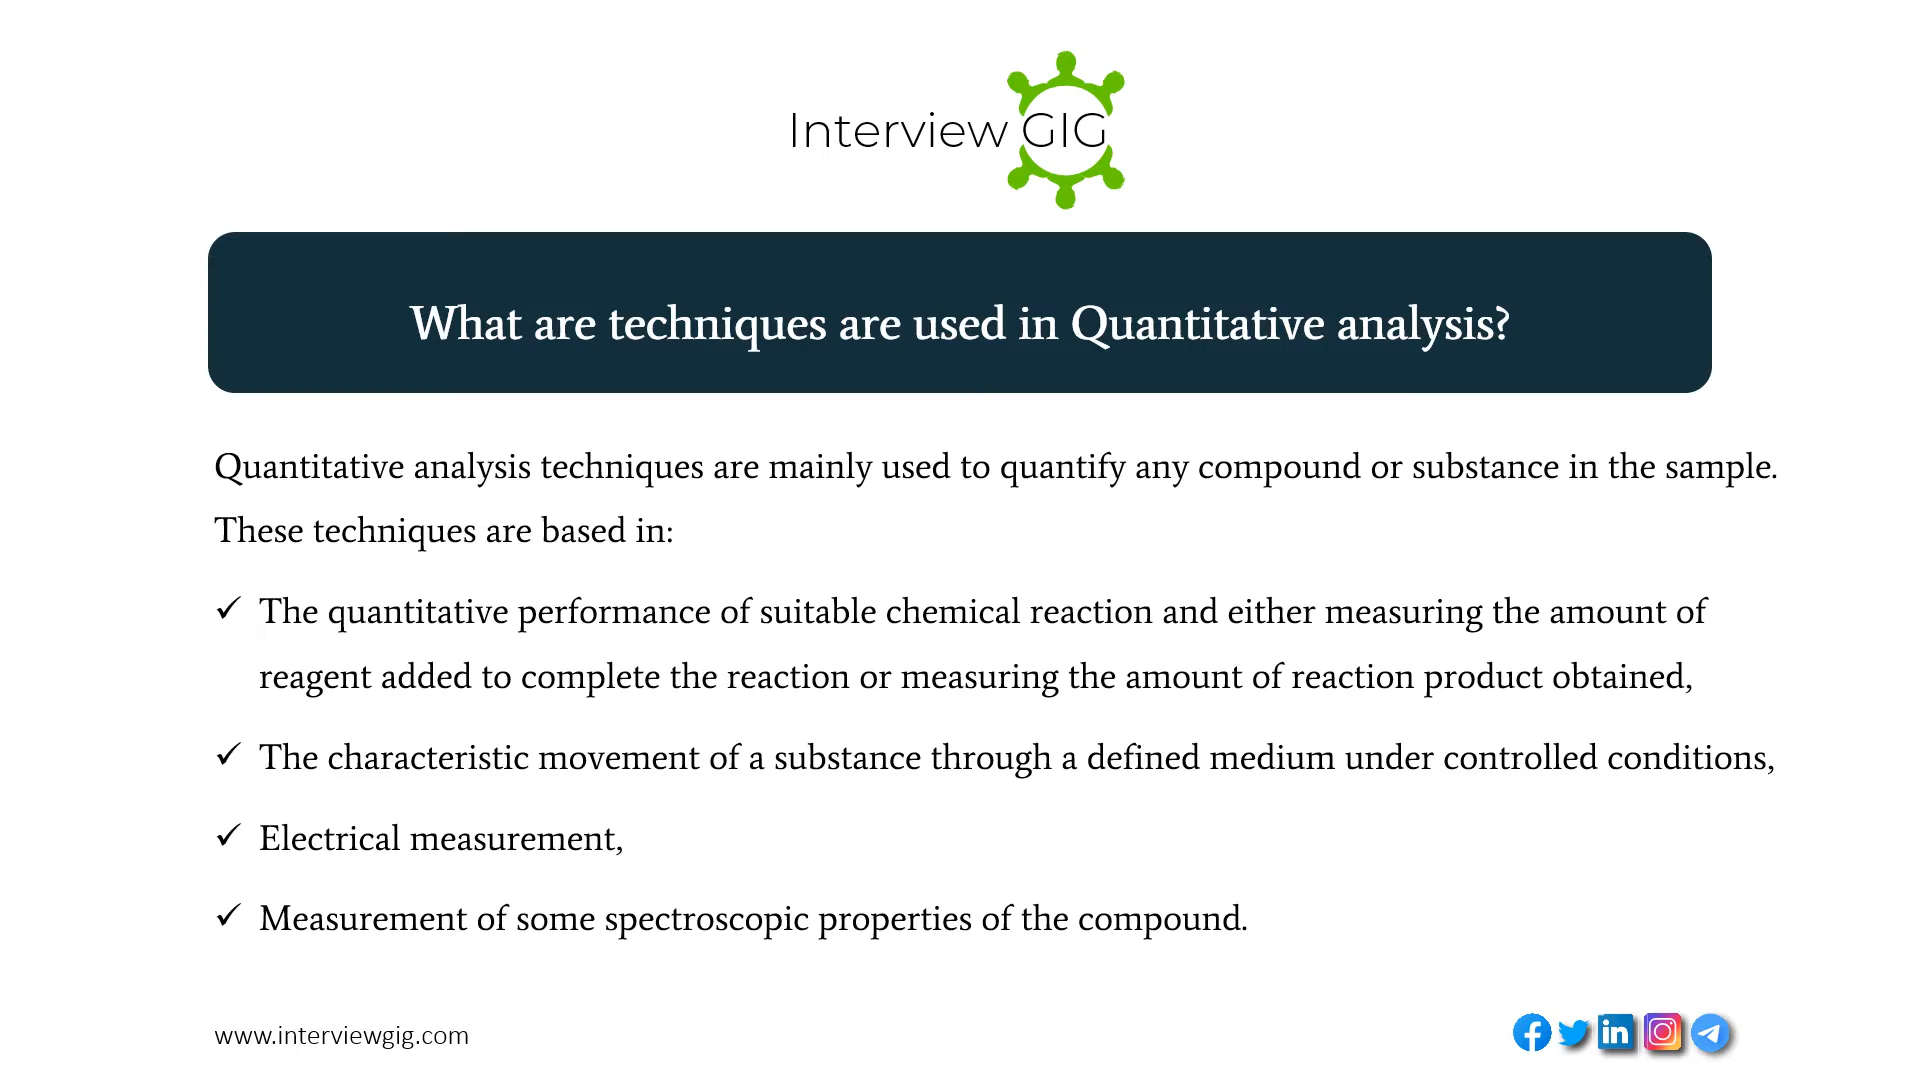 Interview GIG
What are techniques are used in Quantitative analysis?
Quantitative analysis techniques are mainly used to quantify any compound or substance in the sample.
These techniques are based in:
✓ The quantitative performance of suitable chemical reaction and either measuring the amount of
reagent added to complete the reaction or measuring the amount of reaction product obtained,
✓ The characteristic movement of a substance through a defined medium under controlled conditions,
✓ Electrical measurement,
✓ Measurement of some spectroscopic properties of the compound.
www.interviewgig.com